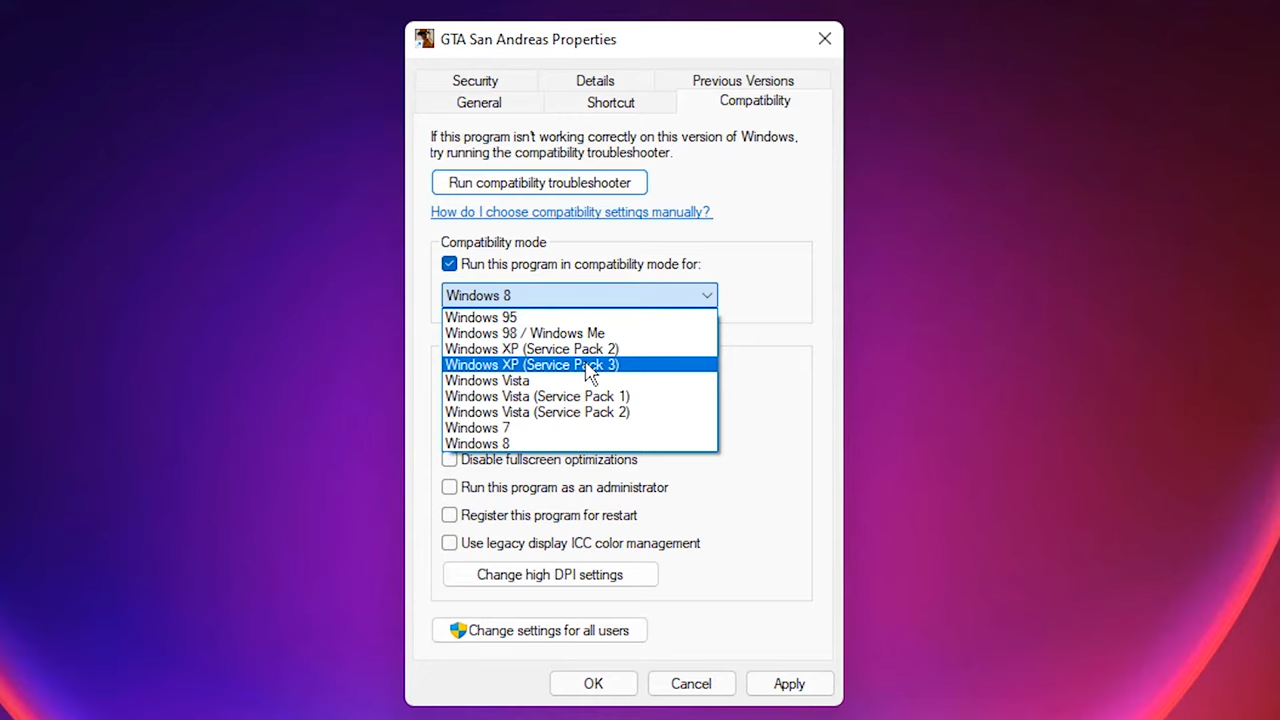 GTA San Andreas Properties
Security Details Previous Versions
General Shortcut Compatibility
If this program isn't working correctly on this version of Windows,
try running the compatibility troubleshooter.
Run compatibility troubleshooter
How do I choose compatibility settings manually?
Compatibility mode
Run this program in compatibility mode for:
Windows 8
Windows 95
Windows 98 / Windows Me
Windows XP (Service Pack 2)
Windows XP (Service Pack 3)
Windows Vista
Windows Vista (Service Pack 1)
Windows Vista (Service Pack 2)
Windows 7
Windows 8
Disable fullscreen optimizations
Run this program as an administrator
Register this program for restart
Use legacy display ICC color management
Change high DPI settings
Change settings for all users
OK Cancel Apply